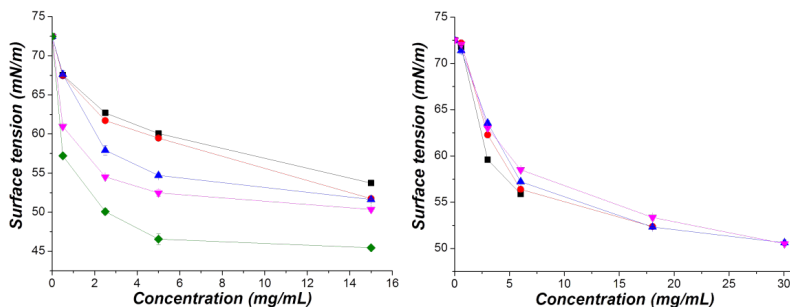 75
70
65
60
55
50
45
Surface tension (mN/m)
0 2 4 6 8 10 12 14 16
Concentration (mg/mL)
75
70
65
60
55
50
Surface tension (mN/m)
0 5 10 15 20 25 30
Concentration (mg/mL)